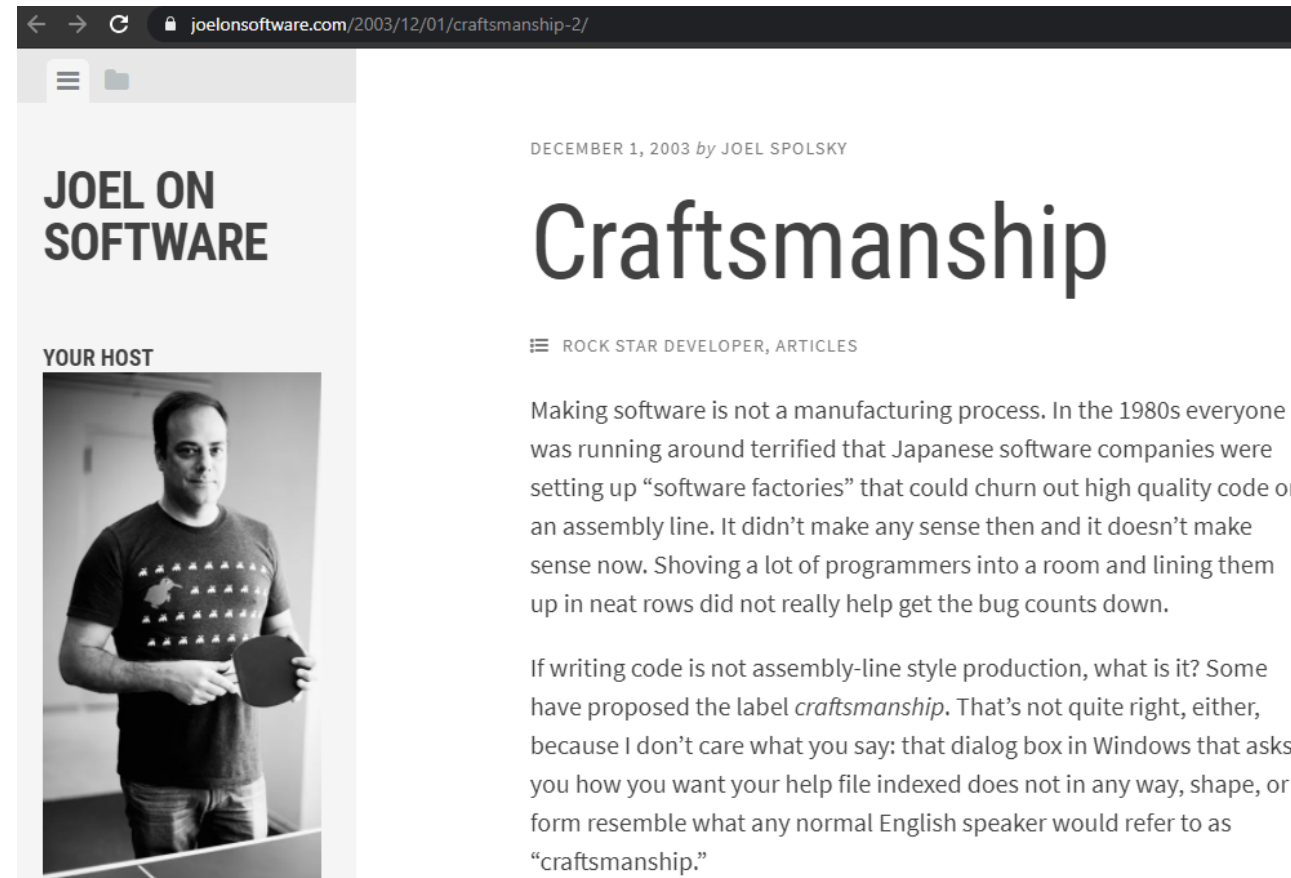 joelonsoftware.com/2003/12/01/craftsmanship-2/
JOEL ON
SOFTWARE
YOUR HOST
DECEMBER 1, 2003 by JOEL SPOLSKY
Craftsmanship
ROCK STAR DEVELOPER, ARTICLES
Making software is not a manufacturing process. In the 1980s everyone
was running around terrified that Japanese software companies were
setting up “software factories” that could churn out high quality code
an assembly line. It didn’t make any sense then and it doesn’t make
sense now. Shoving a lot of programmers into a room and lining them
up in neat rows did not really help get the bug counts down.
If writing code is not assembly-line style production, what is it? Some
have proposed the label craftsmanship. That’s not quite right, either,
because I don’t care what you say: that dialog box in Windows that asks
you how you want your help file indexed does not in any way, shape, or
form resemble what any normal English speaker would refer to as
“craftsmanship.”